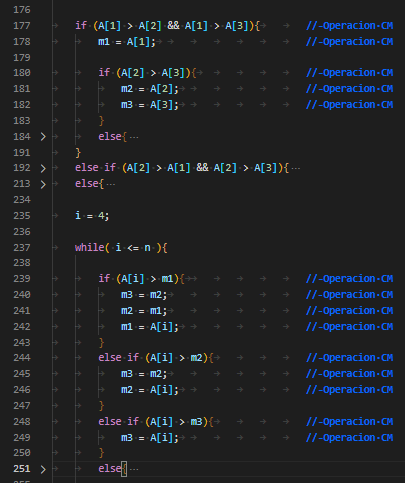 176
177 if (A[1] > A[2] && A[1] > A[3]){ //-Operacion-CM
178 m1 = A[1]; //-Operacion-CM
179
180 if (A[2] > A[3]){ //-Operacion-CM
181 m2 = A[2]; //-Operacion-CM
182 m3 = A[3]; //-Operacion-CM
183 }
184 > else{ ...
191 }
192 > else if (A[2] > A[1] && A[2] > A[3]){ ...
213 > else{ ...
234
235 i = 4;
236
237 while( i <= n ){
238
239 if (A[i] > m1){ //-Operacion-CM
240 m3 = m2; //-Operacion-CM
241 m2 = m1; //-Operacion-CM
242 m1 = A[i]; //-Operacion-CM
243 }
244 else if (A[i] > m2){ //-Operacion-CM
245 m3 = m2; //-Operacion-CM
246 m2 = A[i]; //-Operacion-CM
247 }
248 else if (A[i] > m3){ //-Operacion-CM
249 m3 = A[i]; //-Operacion-CM
250 }
251 > else{ ...